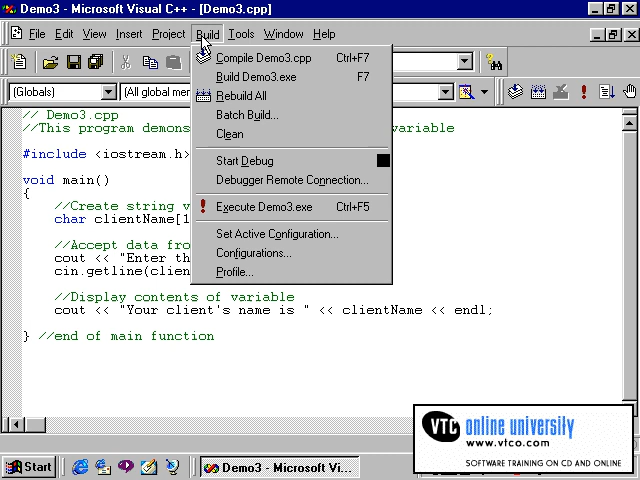 Demo3 - Microsoft Visual C++ - [Demo3.cpp]
File Edit View Insert Project Build Tools Window Help
Compile Demo3.cpp Ctrl+F7
Build Demo3.exe F7
Rebuild All
Batch Build...
Clean
Start Debug
Debugger Remote Connection...
Execute Demo3.exe Ctrl+F5
Set Active Configuration...
Configurations...
Profile...
(Globals) (All global mem
// Demo3.cpp
//This program demons variable
#include <iostream.h>
void main()
{
//Create string v
char clientName[1
//Accept data fro
cout << "Enter th
cin.getline(clien
//Display contents of variable
cout << "Your client's name is " << clientName << endl;
} //end of main function
VTC online university
www.vtco.com
SOFTWARE TRAINING ON CD AND ONLINE
Start Demo3 - Microsoft Vi...